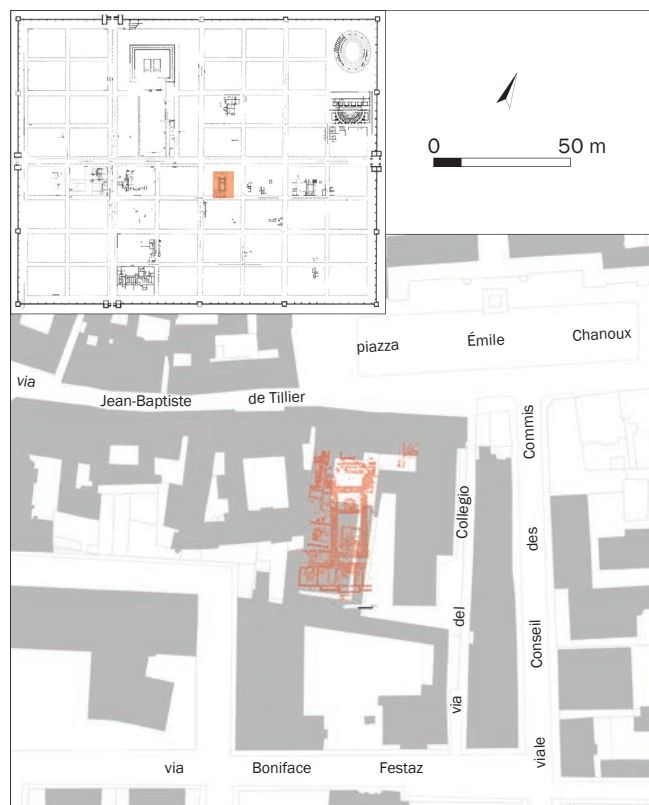 0 50 m
piazza Émile Chanoux
via Jean-Baptiste de Tillier
viale Conseil des Commis
via del Collegio
via Boniface Festaz